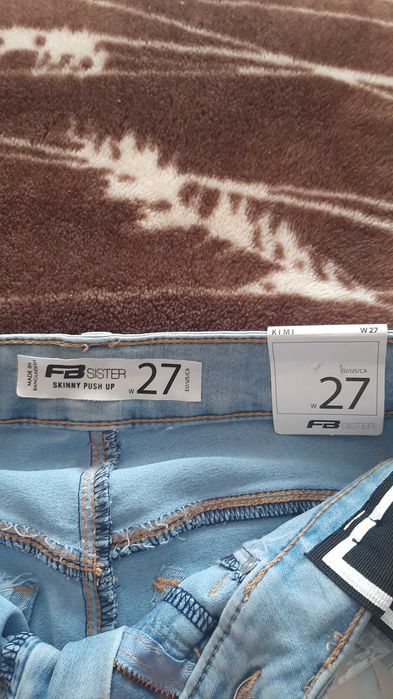 KIMI W27
EU/US/CA
W 27
FB SISTER
MADE IN
BANGLADESH
FB SISTER
SKINNY PUSH UP
W 27
EU/US/CA